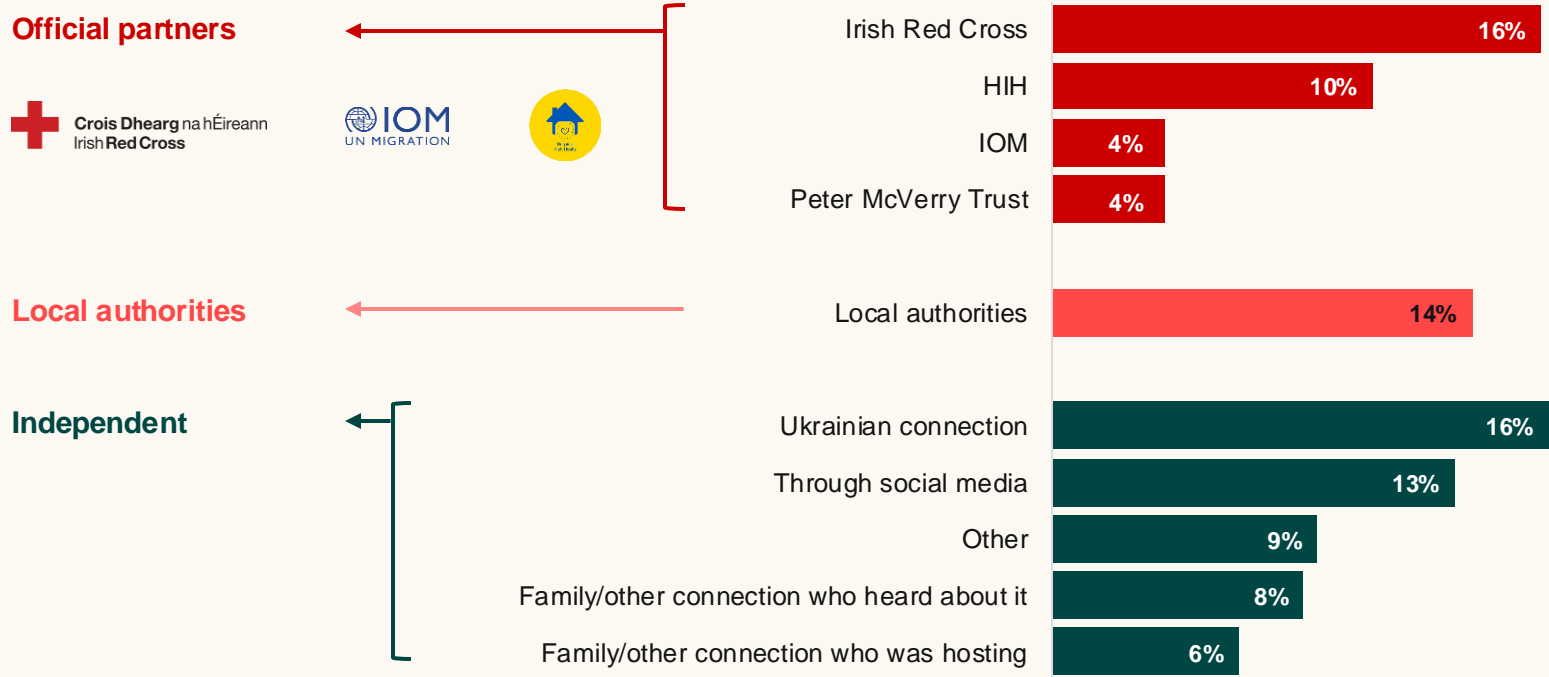 Official partners
Crois Dhearg na hÉireann
Irish Red Cross
IOM
UN MIGRATION
Irish Red Cross 16%
HIH 10%
IOM 4%
Peter McVerry Trust 4%
Local authorities
Local authorities 14%
Independent
Ukrainian connection 16%
Through social media 13%
Other 9%
Family/other connection who heard about it 8%
Family/other connection who was hosting 6%